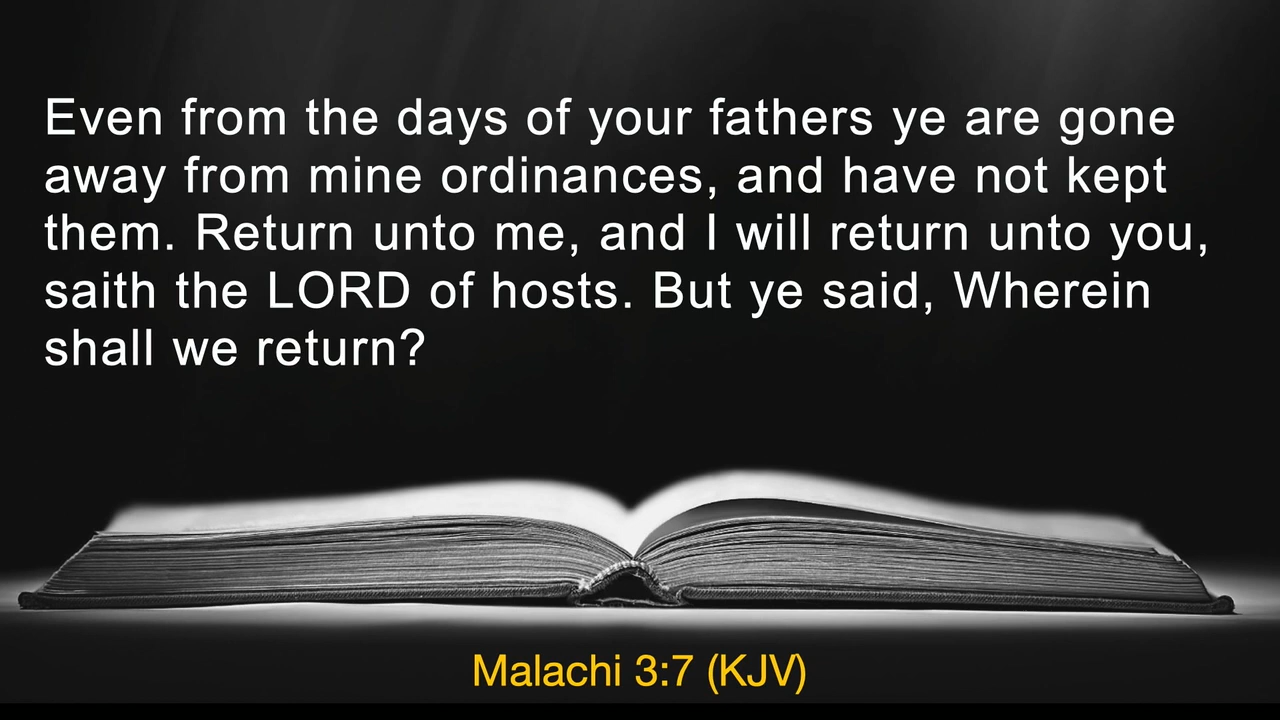 Even from the days of your fathers ye are gone
away from mine ordinances, and have not kept
them. Return unto me, and I will return unto you,
saith the LORD of hosts. But ye said, Wherein
shall we return?
Malachi 3:7 (KJV)